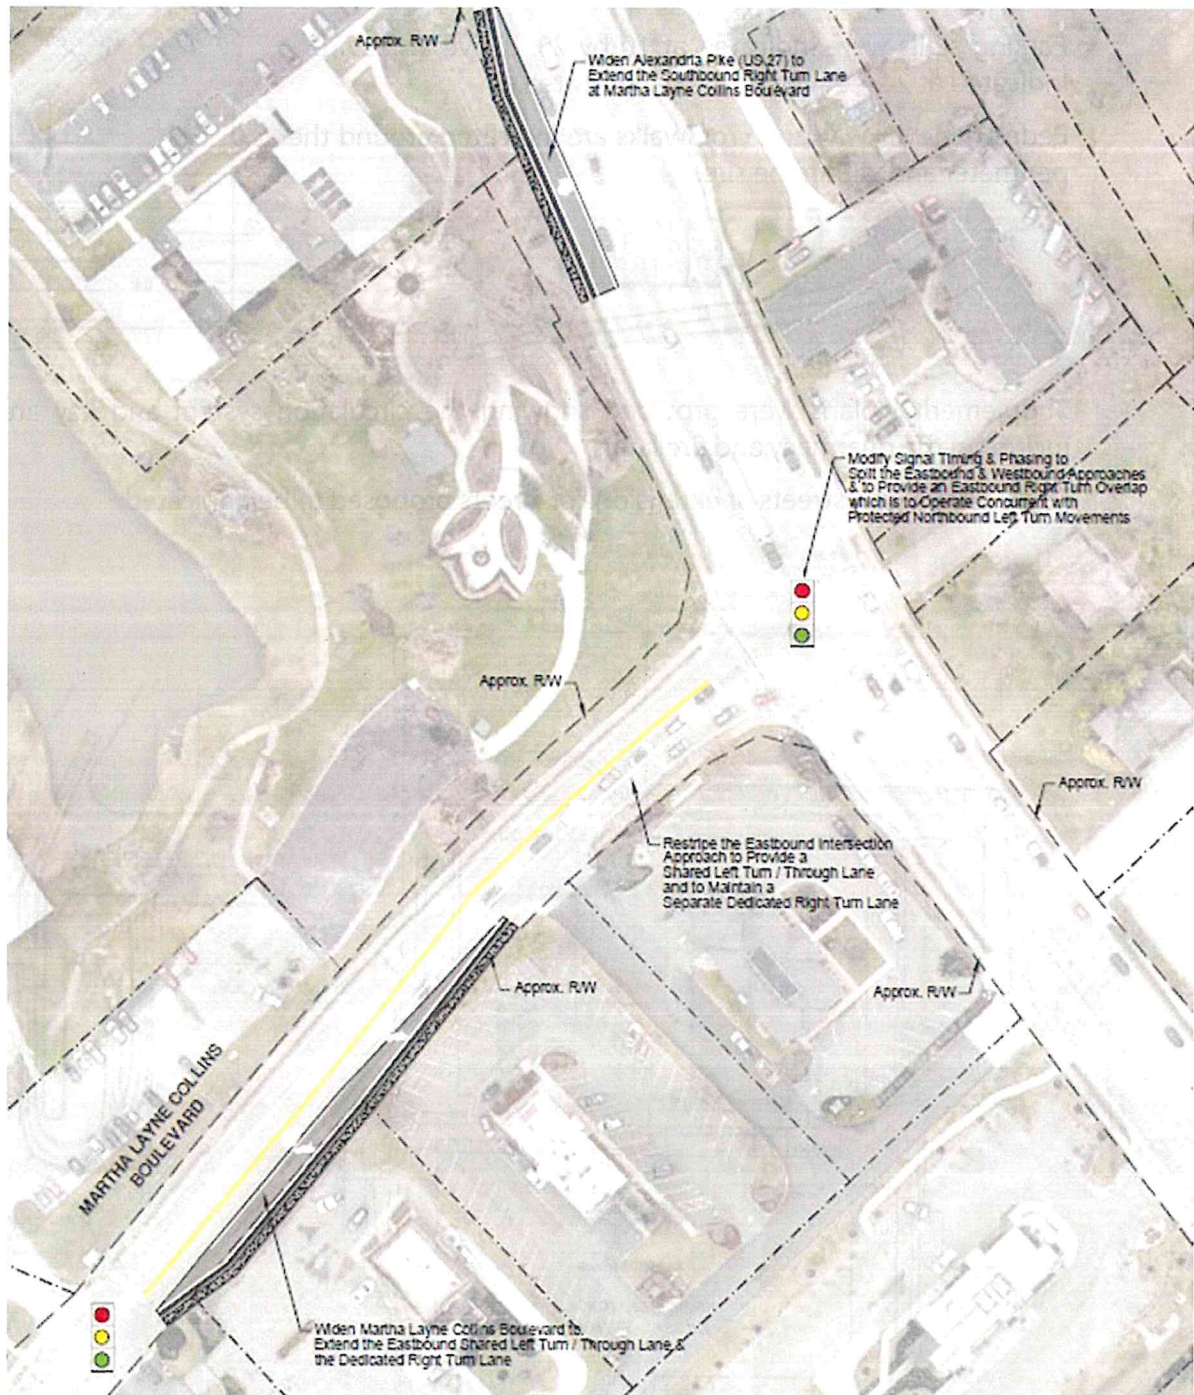 Approx. R/W
Widen Alexandria Pike (US 27) to
Extend the Southbound Right Turn Lane
at Martha Layne Collins Boulevard
Modify Signal Timing & Phasing to
Split the Eastbound & Westbound Approaches
& to Provide an Eastbound Right Turn Overlap
which is to Operate Concurrent with
Protected Northbound Left Turn Movements
Approx. R/W
Approx. R/W
Restripe the Eastbound Intersection
Approach to Provide a
Shared Left Turn / Through Lane
and to Maintain a
Separate Dedicated Right Turn Lane
Approx. R/W
Approx. R/W
MARTHA LAYNE COLLINS
BOULEVARD
Widen Martha Layne Collins Boulevard to
Extend the Eastbound Shared Left Turn / Through Lane &
the Dedicated Right Turn Lane